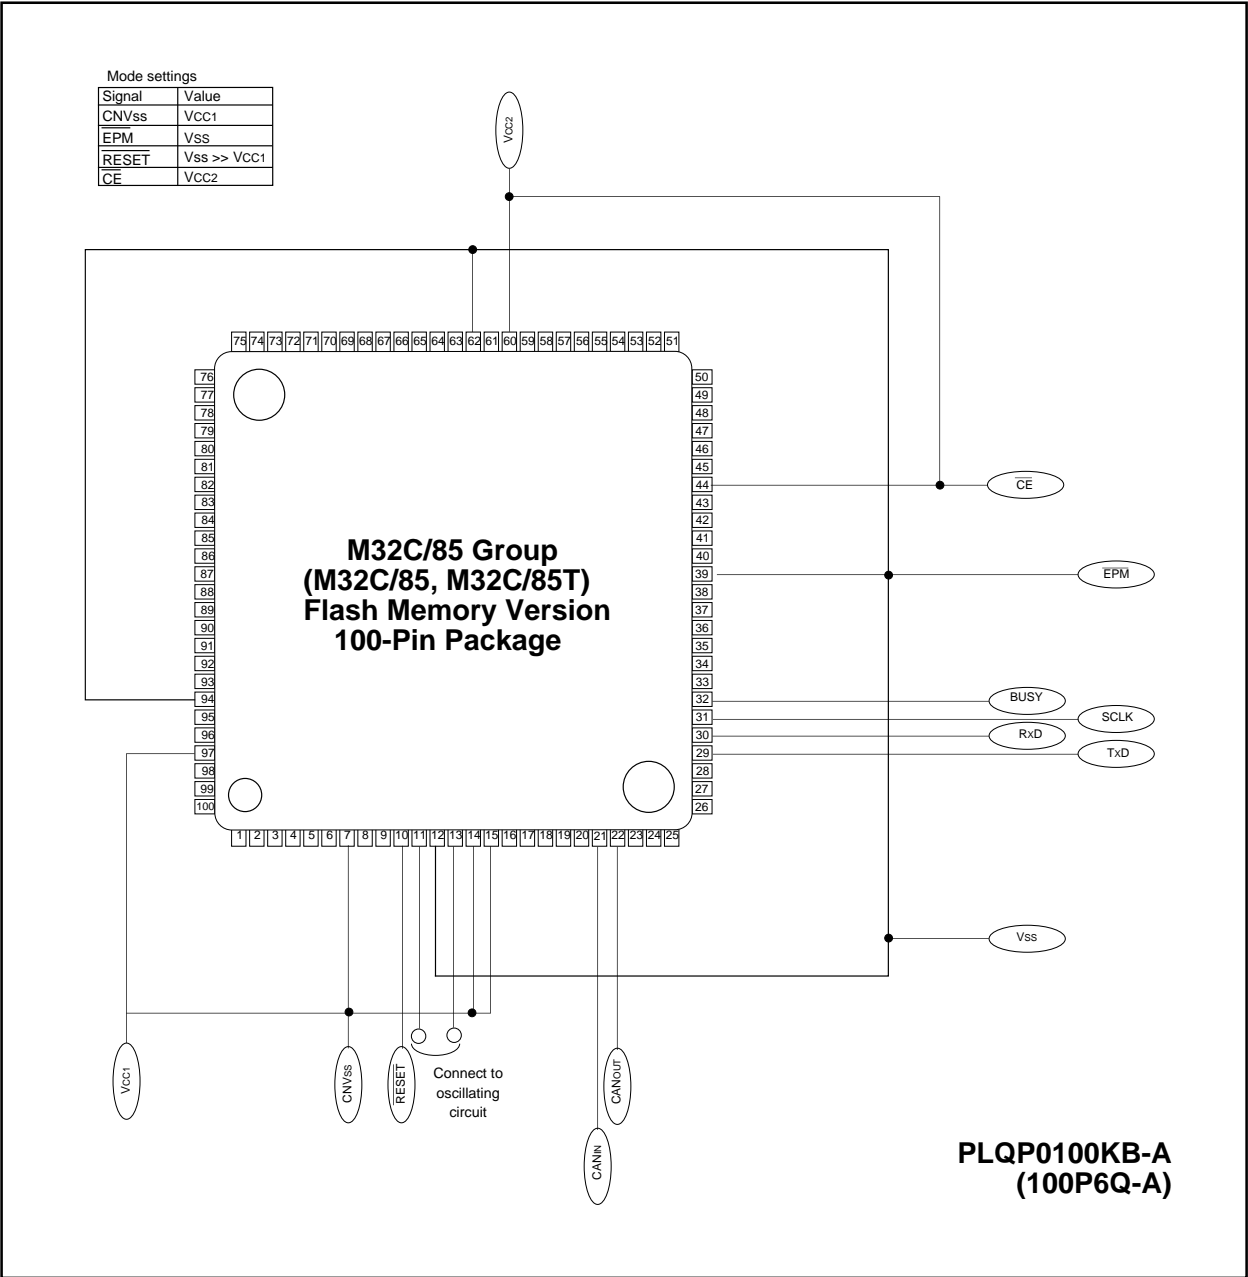 Mode settings
Signal Value
CNVss VCC1
EPM Vss
RESET Vss >> VCC1
CE VCC2
VCC2
75 74 73 72 71 70 69 68 67 66 65 64 63 62 61 60 59 58 57 56 55 54 53 52 51
76 50
77 49
78 48
79 47
80 46
81 45
82 44 CE
83 43
84 42
85 41
86 40
87 39 EPM
88 38
89 37
90 36
91 35
92 34
93 33
94 32 BUSY
95 31 SCLK
96 30 RxD
97 29 TxD
98 28
99 27
100 26
M32C/85 Group
(M32C/85, M32C/85T)
Flash Memory Version
100-Pin Package
1 2 3 4 5 6 7 8 9 10 11 12 13 14 15 16 17 18 19 20 21 22 23 24 25
Vss
VCC1
CNVss
RESET
Connect to
oscillating
circuit
CANOUT
CANIN
PLQP0100KB-A
(100P6Q-A)